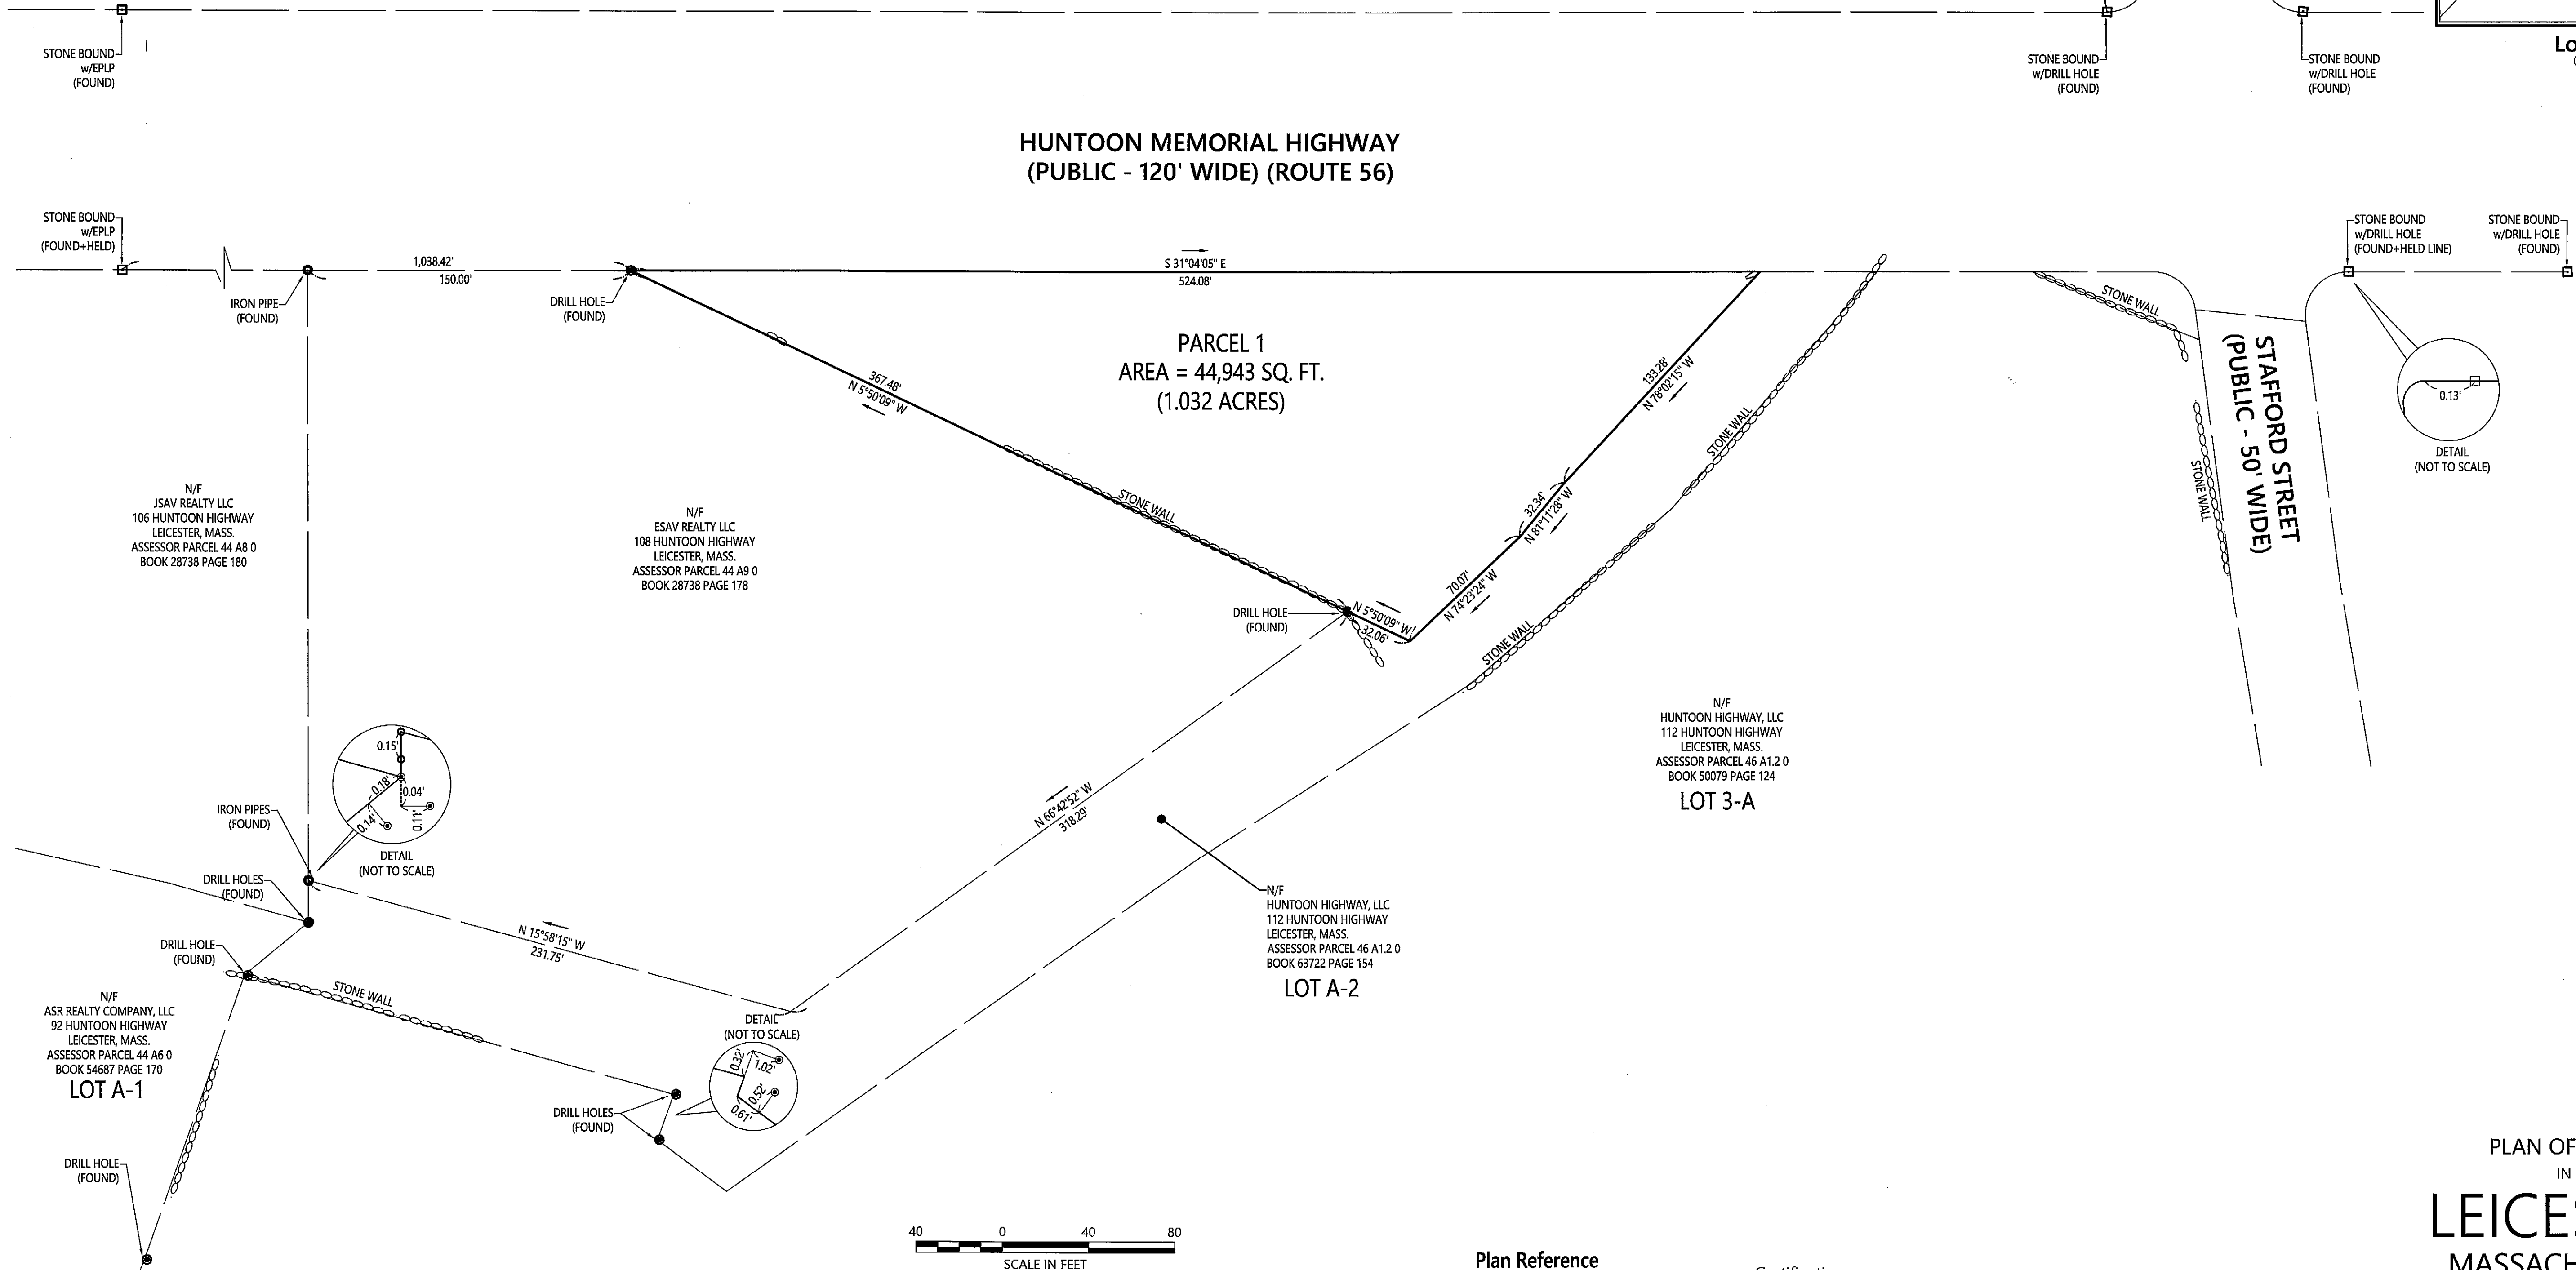 STONE BOUND
w/EPLP
(FOUND)
STONE BOUND
w/DRILL HOLE
(FOUND)
STONE BOUND
w/DRILL HOLE
(FOUND)
Lo
HUNTOON MEMORIAL HIGHWAY
(PUBLIC - 120' WIDE) (ROUTE 56)
STONE BOUND
w/EPLP
(FOUND+HELD)
1,038.42'
150.00'
IRON PIPE
(FOUND)
DRILL HOLE
(FOUND)
S 31°04'05" E
524.08'
STONE BOUND
w/DRILL HOLE
(FOUND+HELD LINE)
STONE BOUND
w/DRILL HOLE
(FOUND)
STONE WALL
PARCEL 1
AREA = 44,943 SQ. FT.
(1.032 ACRES)
367.48'
N 5°50'09" W
133.28'
N 78°02'15" W
STONE WALL
STAFFORD STREET
(PUBLIC - 50' WIDE)
STONE WALL
0.13'
DETAIL
(NOT TO SCALE)
N/F
JSAV REALTY LLC
106 HUNTOON HIGHWAY
LEICESTER, MASS.
ASSESSOR PARCEL 44 A8 0
BOOK 28738 PAGE 180
N/F
ESAV REALTY LLC
108 HUNTOON HIGHWAY
LEICESTER, MASS.
ASSESSOR PARCEL 44 A9 0
BOOK 28738 PAGE 178
STONE WALL
32.34'
N 81°11'28" W
70.07'
N 74°23'24" W
DRILL HOLE
(FOUND)
N 5°50'09" W
32.06'
STONE WALL
N/F
HUNTOON HIGHWAY, LLC
112 HUNTOON HIGHWAY
LEICESTER, MASS.
ASSESSOR PARCEL 46 A1.2 0
BOOK 50079 PAGE 124
LOT 3-A
0.15'
0.18'
0.04'
0.14'
0.11'
DETAIL
(NOT TO SCALE)
IRON PIPES
(FOUND)
N 66°42'52" W
318.29'
DRILL HOLES
(FOUND)
N/F
HUNTOON HIGHWAY, LLC
112 HUNTOON HIGHWAY
LEICESTER, MASS.
ASSESSOR PARCEL 46 A1.2 0
BOOK 63722 PAGE 154
LOT A-2
N 15°58'15" W
231.75'
DRILL HOLE
(FOUND)
STONE WALL
N/F
ASR REALTY COMPANY, LLC
92 HUNTOON HIGHWAY
LEICESTER, MASS.
ASSESSOR PARCEL 44 A6 0
BOOK 54687 PAGE 170
LOT A-1
DETAIL
(NOT TO SCALE)
0.32'
1.02'
0.52'
0.61'
DRILL HOLES
(FOUND)
DRILL HOLE
(FOUND)
40 0 40 80
SCALE IN FEET
Plan Reference
PLAN OF
IN
LEICES
MASSACH